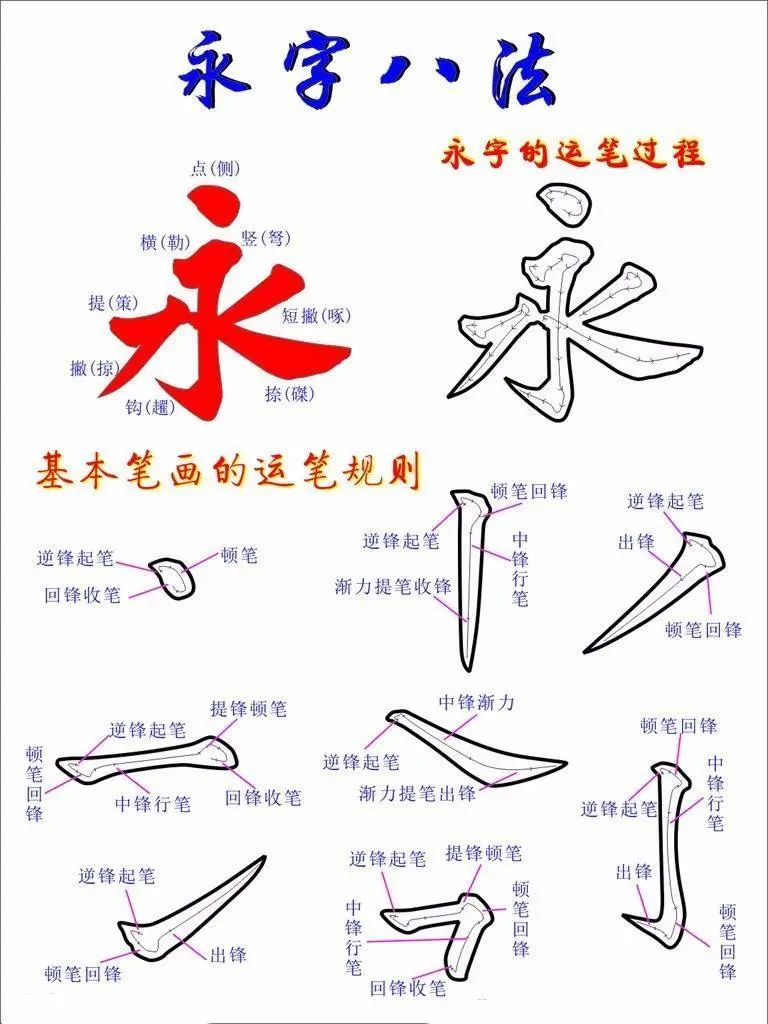 永字八法
永字的运笔过程
点(侧)
横(勒)
竖(弩)
提(策)
短撇(啄)
撇(掠)
捺(磔)
钩(趯)
基本笔画的运笔规则
逆锋起笔
顿笔
回锋收笔
顿笔回锋
逆锋起笔
中锋行笔
渐力提笔收锋
逆锋起笔
出锋
顿笔回锋
提锋顿笔
逆锋起笔
顿笔回锋
中锋行笔
回锋收笔
中锋渐力
逆锋起笔
渐力提笔出锋
顿笔回锋
中锋行笔
逆锋起笔
出锋
顿笔回锋
逆锋起笔
顿笔回锋
出锋
逆锋起笔
提锋顿笔
中锋行笔
顿笔回锋
回锋收笔